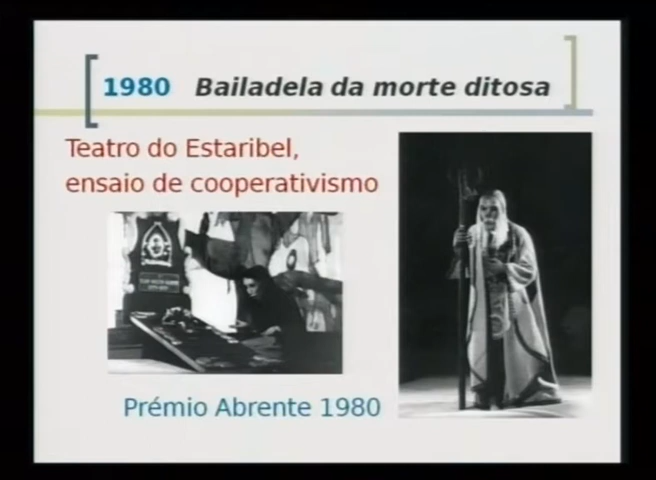 1980 Bailadela da morte ditosa
Teatro do Estaribel,
ensaio de cooperativismo
Prémio Abrente 1980